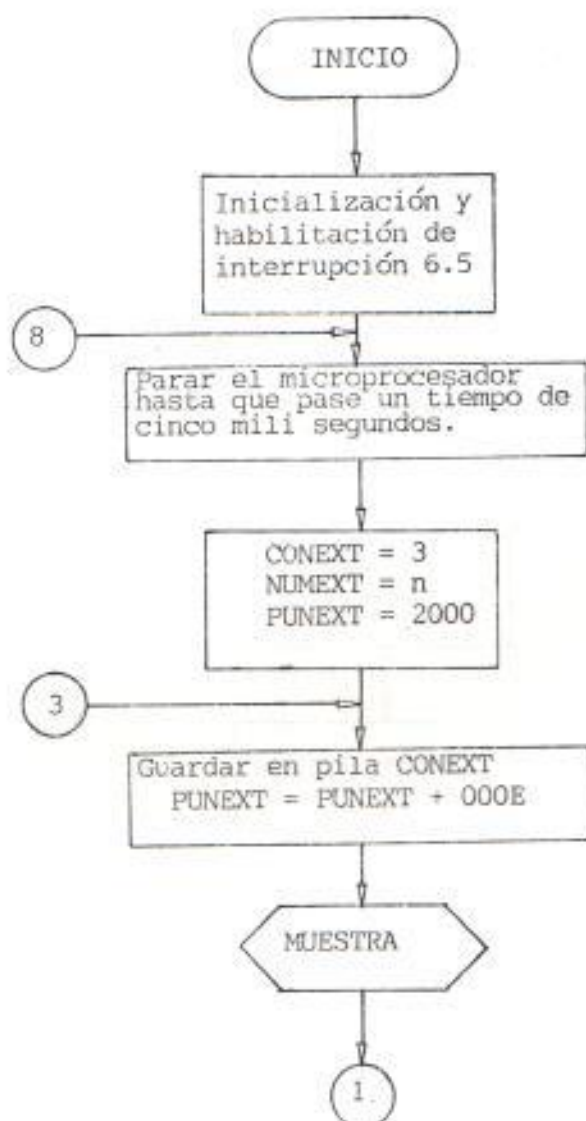 INICIO
Inicialización y
habilitación de
interrupción 6.5
8
Parar el microprocesador
hasta que pase un tiempo de
cinco mili segundos.
CONEXT = 3
NUMEXT = n
PUNEXT = 2000
3
Guardar en pila CONEXT
PUNEXT = PUNEXT + 000E
MUESTRA
1